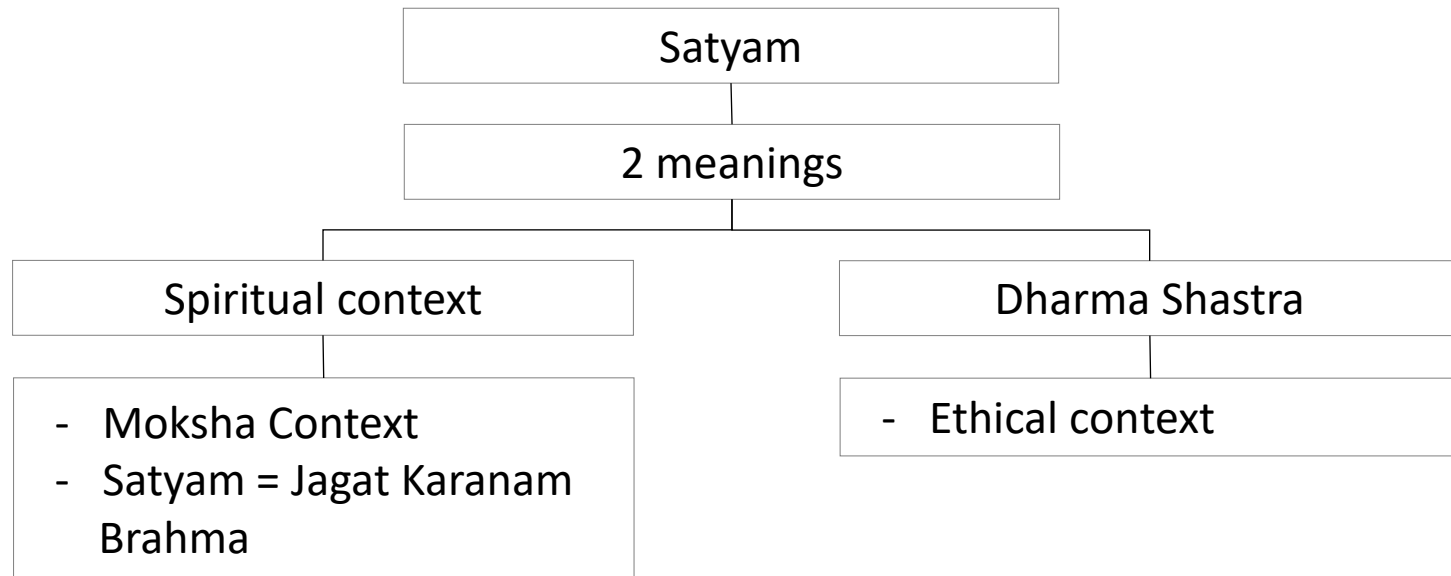 Satyam
2 meanings
Spiritual context
Dharma Shastra
- Moksha Context
- Satyam = Jagat Karanam
Brahma
- Ethical context